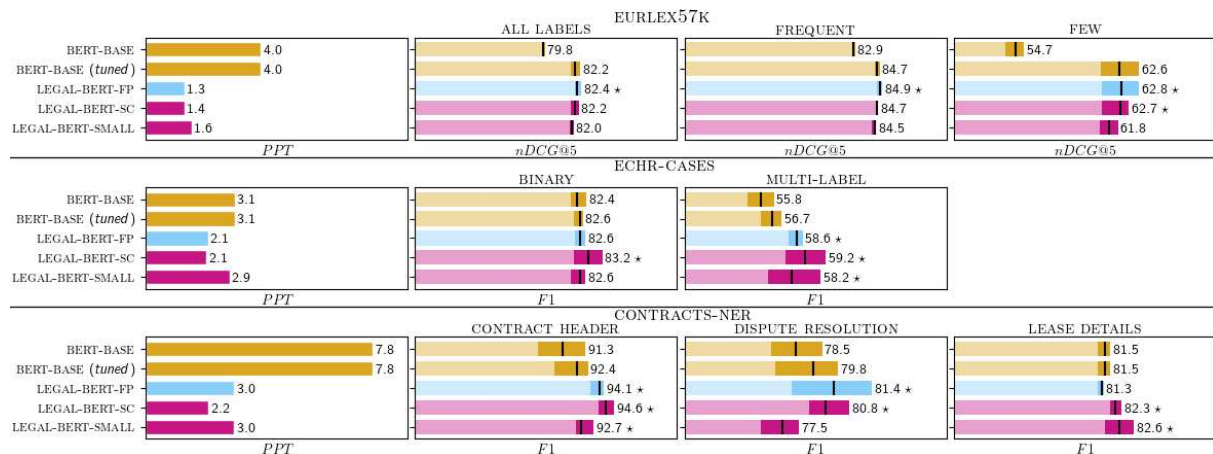 EURLEX57K
ALL LABELS FREQUENT FEW
BERT-BASE 4.0 79.8 82.9 54.7
BERT-BASE (tuned) 4.0 82.2 84.7 62.6
LEGAL-BERT-FP 1.3 82.4 ⋆ 84.9 ⋆ 62.8 ⋆
LEGAL-BERT-SC 1.4 82.2 84.7 62.7 ⋆
LEGAL-BERT-SMALL 1.6 82.0 84.5 61.8
PPT nDCG@5 nDCG@5 nDCG@5
ECHR-CASES
BINARY MULTI-LABEL
BERT-BASE 3.1 82.4 55.8
BERT-BASE (tuned) 3.1 82.6 56.7
LEGAL-BERT-FP 2.1 82.6 58.6 ⋆
LEGAL-BERT-SC 2.1 83.2 ⋆ 59.2 ⋆
LEGAL-BERT-SMALL 2.9 82.6 58.2 ⋆
PPT F1 F1
CONTRACTS-NER
CONTRACT HEADER DISPUTE RESOLUTION LEASE DETAILS
BERT-BASE 7.8 91.3 78.5 81.5
BERT-BASE (tuned) 7.8 92.4 79.8 81.5
LEGAL-BERT-FP 3.0 94.1 ⋆ 81.4 ⋆ 81.3
LEGAL-BERT-SC 2.2 94.6 ⋆ 80.8 ⋆ 82.3 ⋆
LEGAL-BERT-SMALL 3.0 92.7 ⋆ 77.5 82.6 ⋆
PPT F1 F1 F1